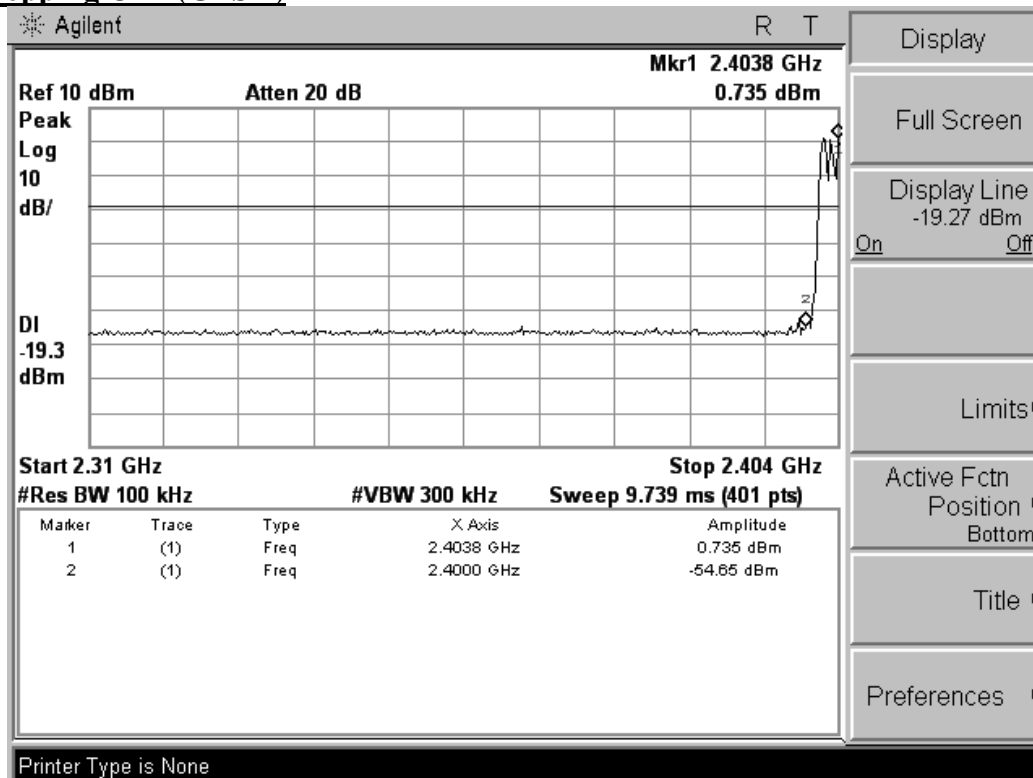 Agilent R T
Mkr1 2.4038 GHz
Ref 10 dBm Atten 20 dB 0.735 dBm
Peak
Log
10
dB/
2
DI
-19.3
dBm
Start 2.31 GHz Stop 2.404 GHz
#Res BW 100 kHz #VBW 300 kHz Sweep 9.739 ms (401 pts)
Marker Trace Type X Axis Amplitude
1 (1) Freq 2.4038 GHz 0.735 dBm
2 (1) Freq 2.4000 GHz -54.65 dBm
Display
Full Screen
Display Line
-19.27 dBm
On Off
Limits
Active Fctn
Position
Bottom
Title
Preferences
Printer Type is None